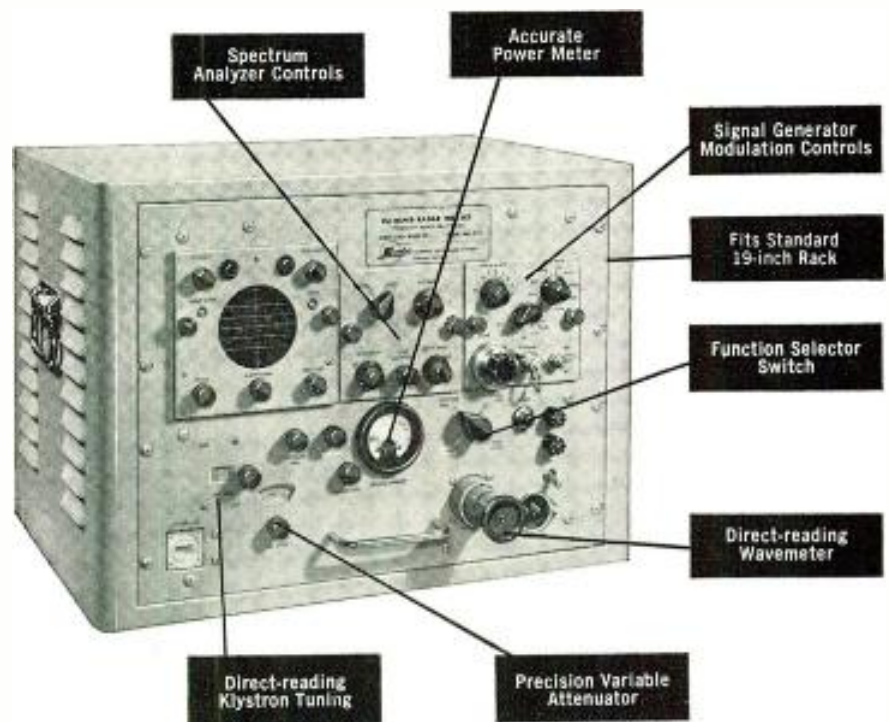 Spectrum
Analyzer Controls
Accurate
Power Meter
Signal Generator
Modulation Controls
Fits Standard
19-inch Rack
Function Selector
Switch
Direct-reading
Wavemeter
Direct-reading
Klystron Tuning
Precision Variable
Attenuator